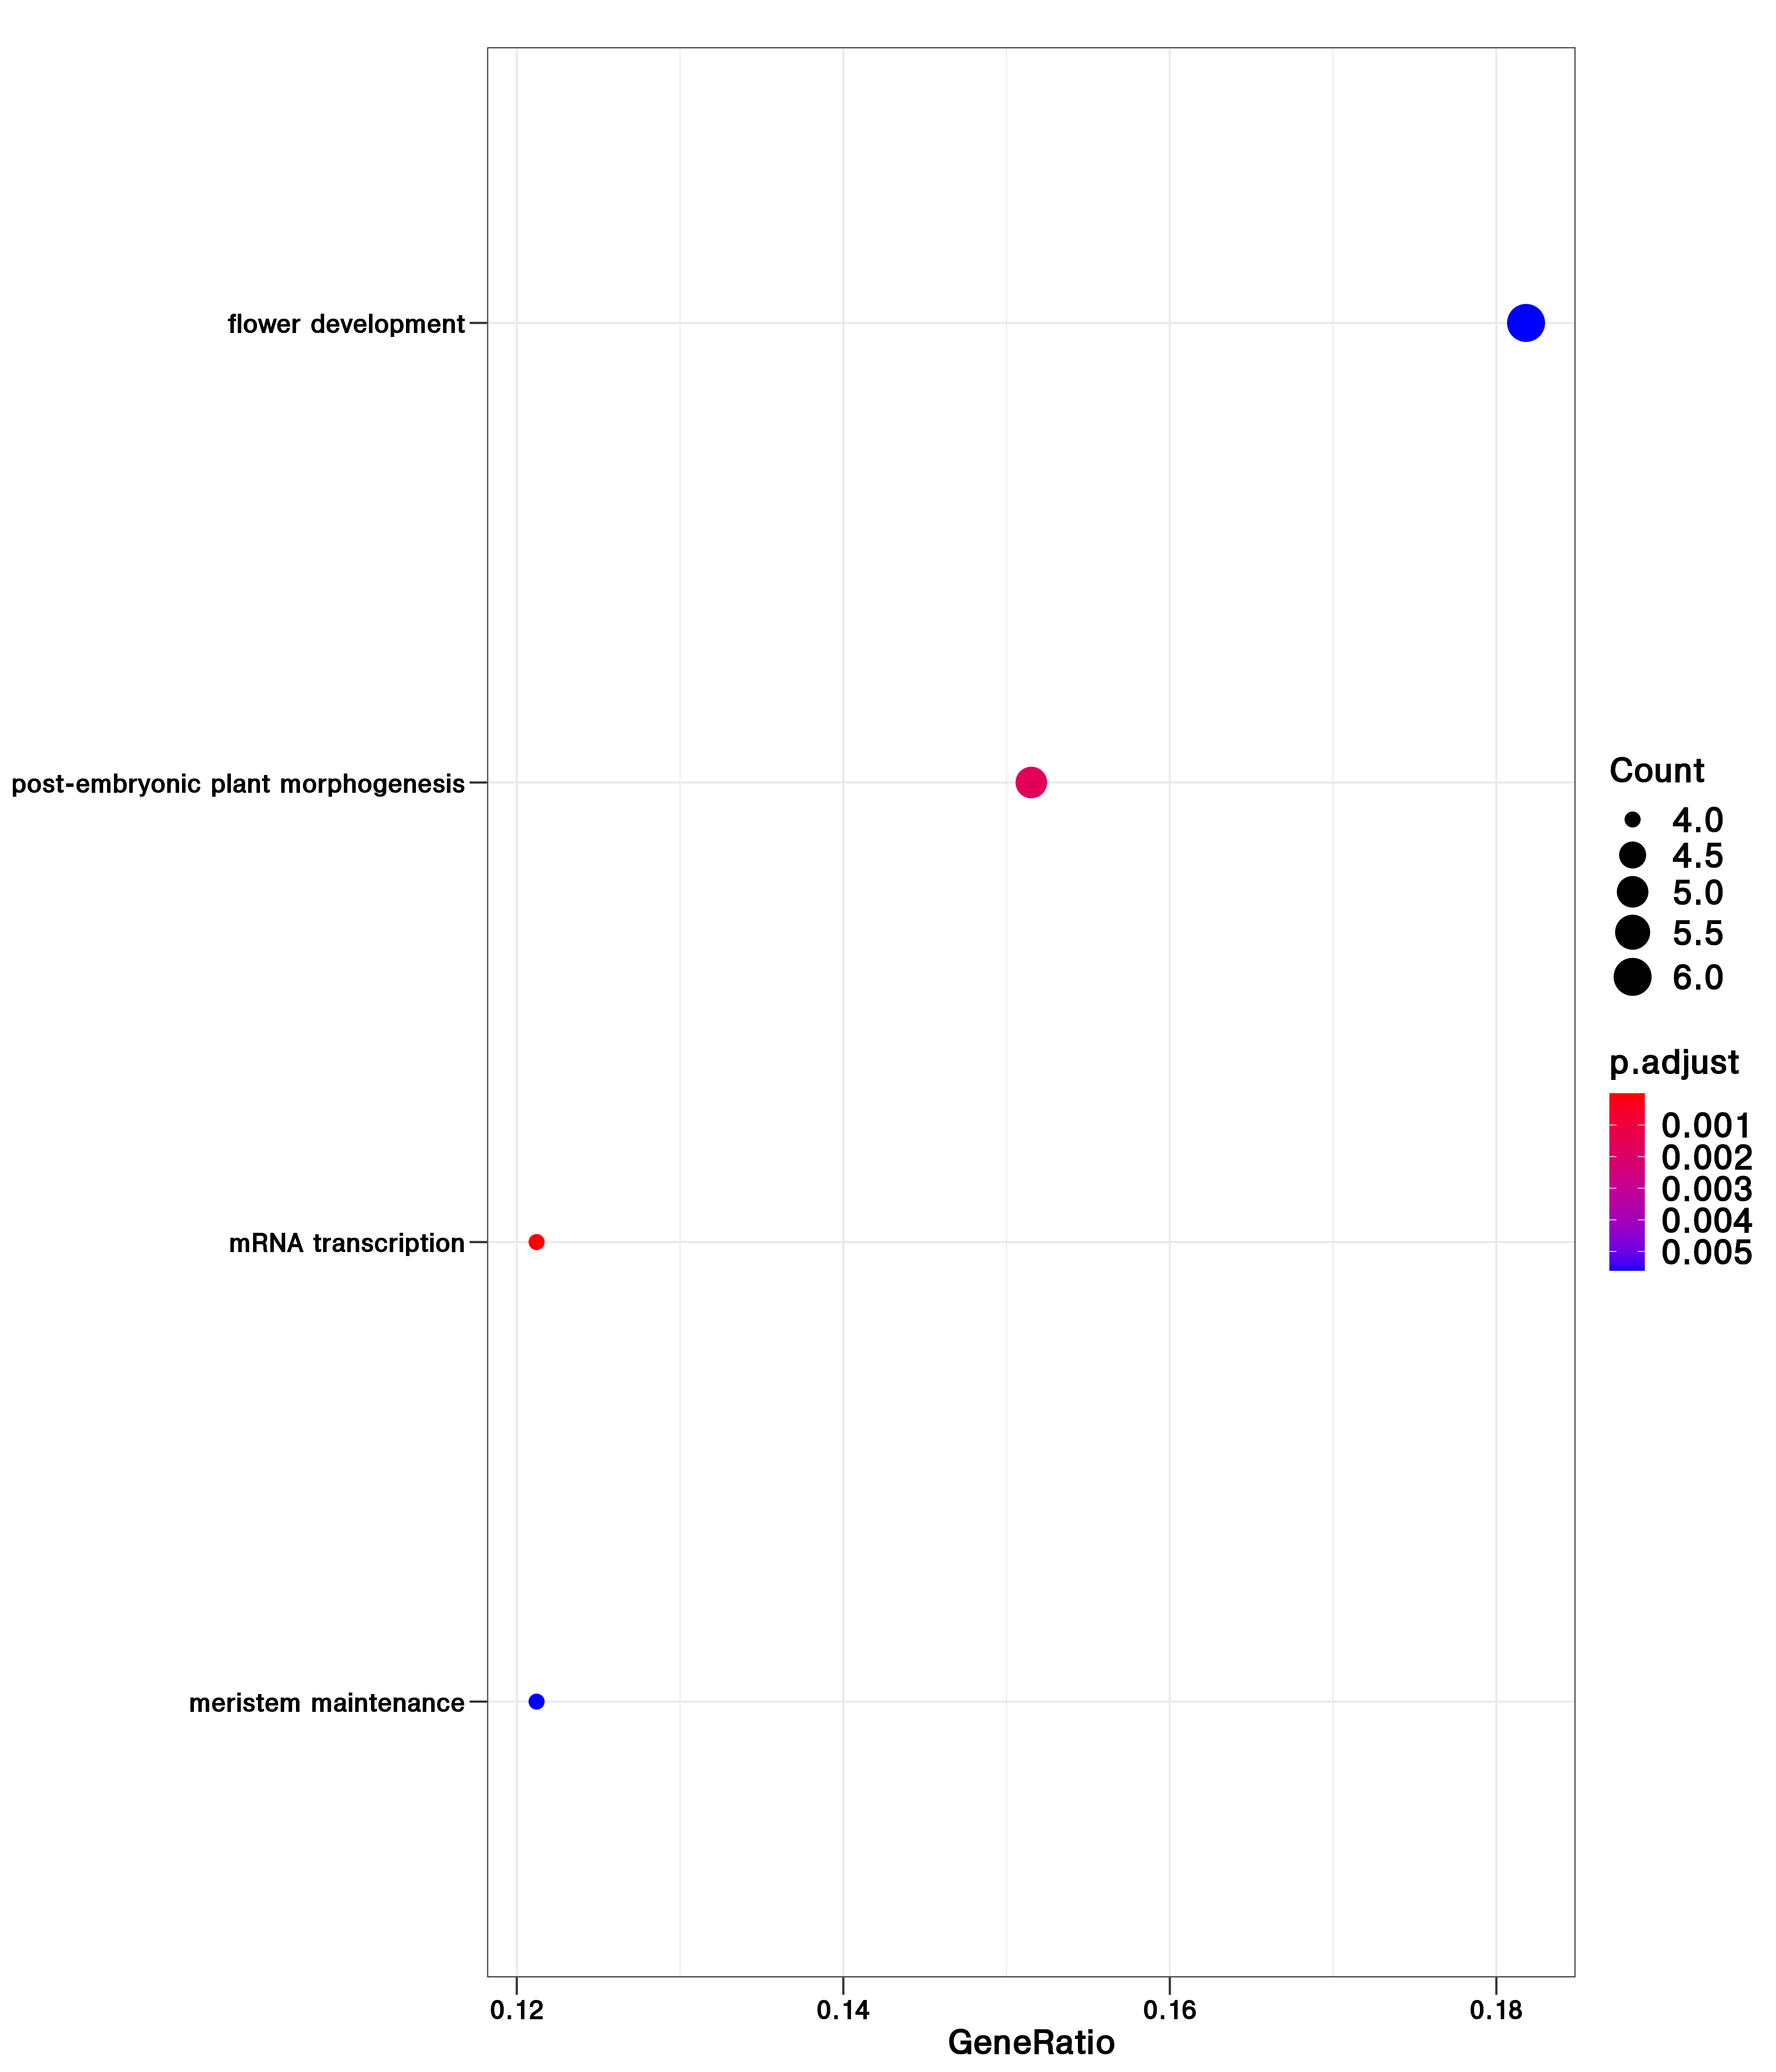 flower development
post-embryonic plant morphogenesis
mRNA transcription
meristem maintenance
0.12
0.14
0.16
0.18
GeneRatio
Count
4.0
4.5
5.0
5.5
6.0
p.adjust
0.001
0.002
0.003
0.004
0.005